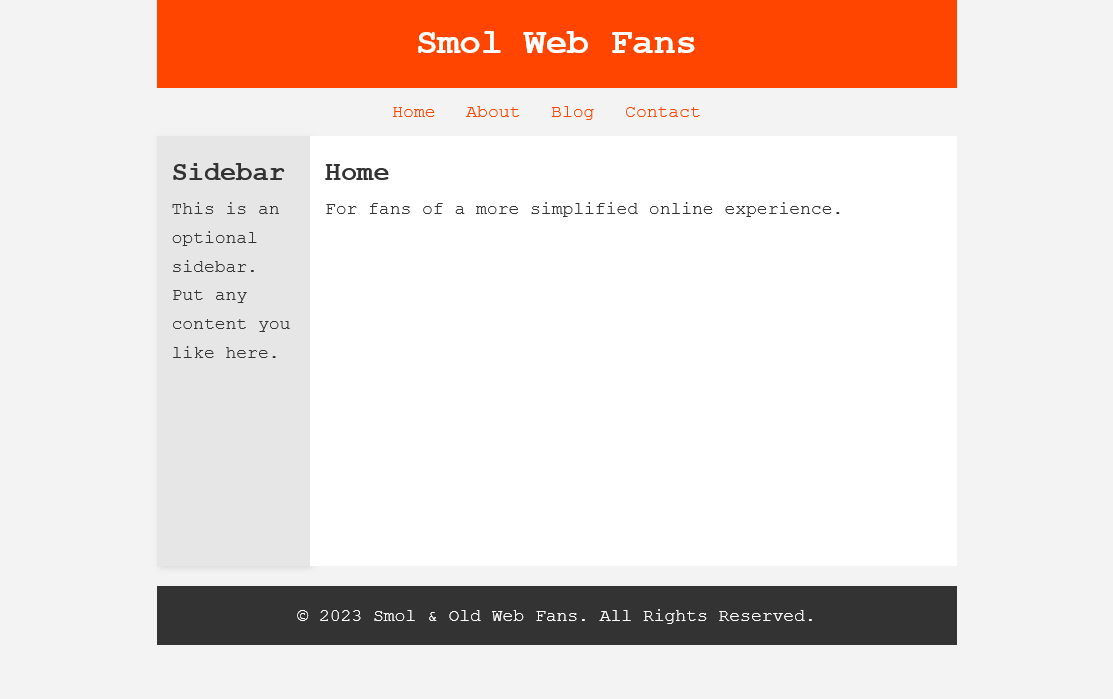 Smol Web Fans
Home About Blog Contact
Sidebar
This is an
optional
sidebar.
Put any
content you
like here.
Home
For fans of a more simplified online experience.
© 2023 Smol & Old Web Fans. All Rights Reserved.